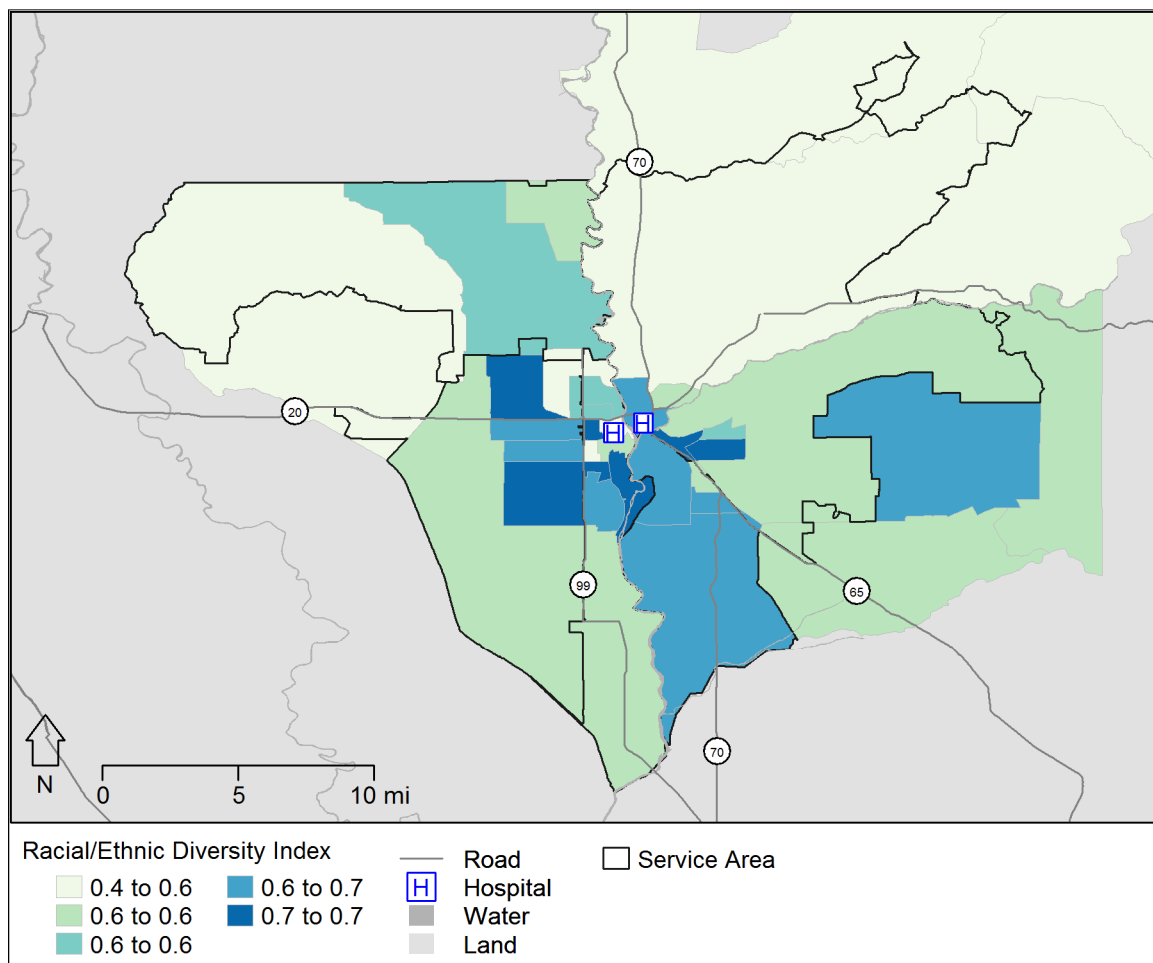 70
20
H
H
99
65
70
N
0 5 10 mi
Racial/Ethnic Diversity Index
0.4 to 0.6
0.6 to 0.6
0.6 to 0.6
0.6 to 0.7
0.7 to 0.7
Road
H Hospital
Water
Land
Service Area